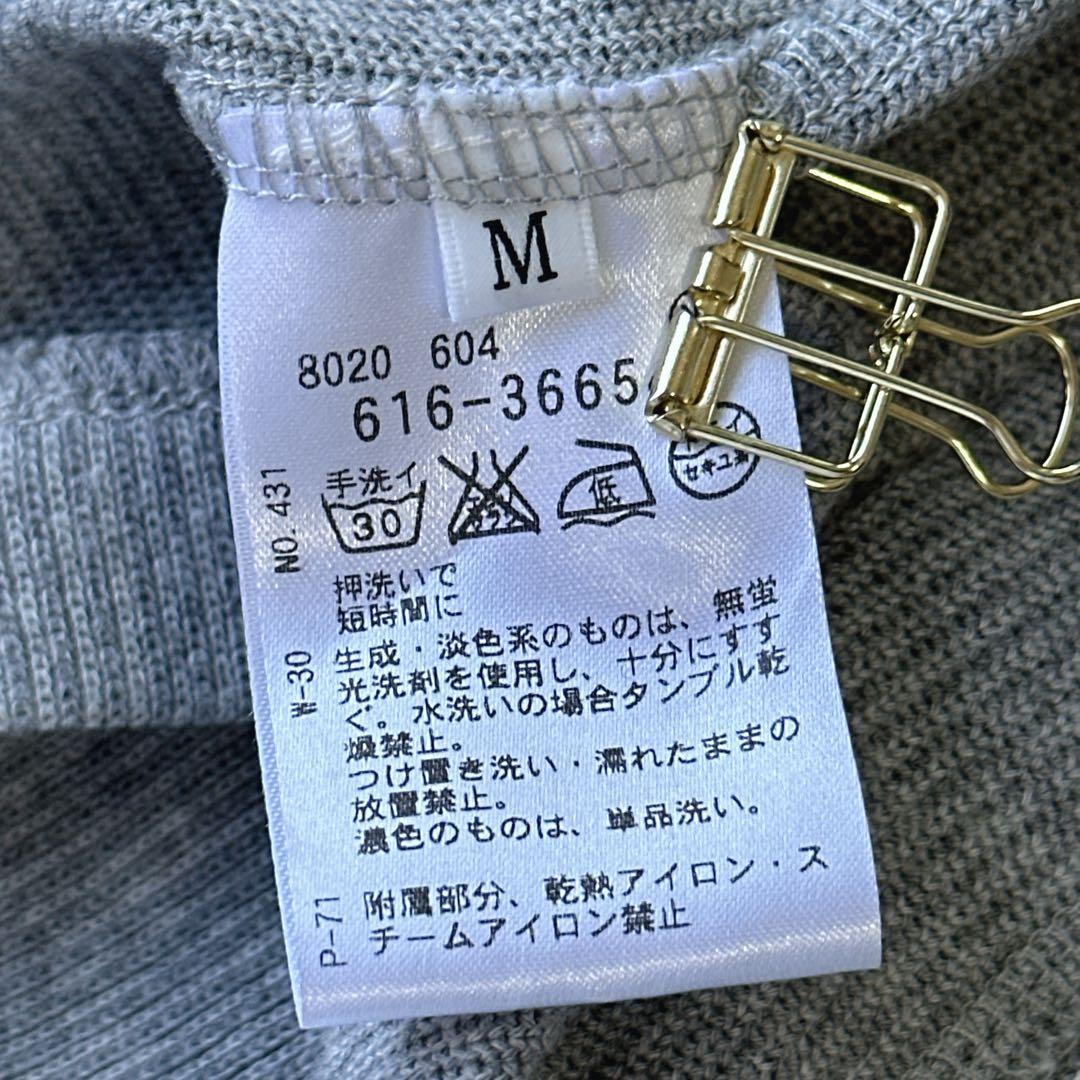 M
8020 604
616-3665
手洗イ
30
低
セキユ系
NO. 431
押洗いで
短時間に
W-30
生成・淡色系のものは、無蛍
光洗剤を使用し、十分にすす
ぐ。水洗いの場合タンブル乾
燥禁止。
つけ置き洗い・濡れたままの
放置禁止。
濃色のものは、単品洗い。
P-71
附属部分、乾熱アイロン・ス
チームアイロン禁止